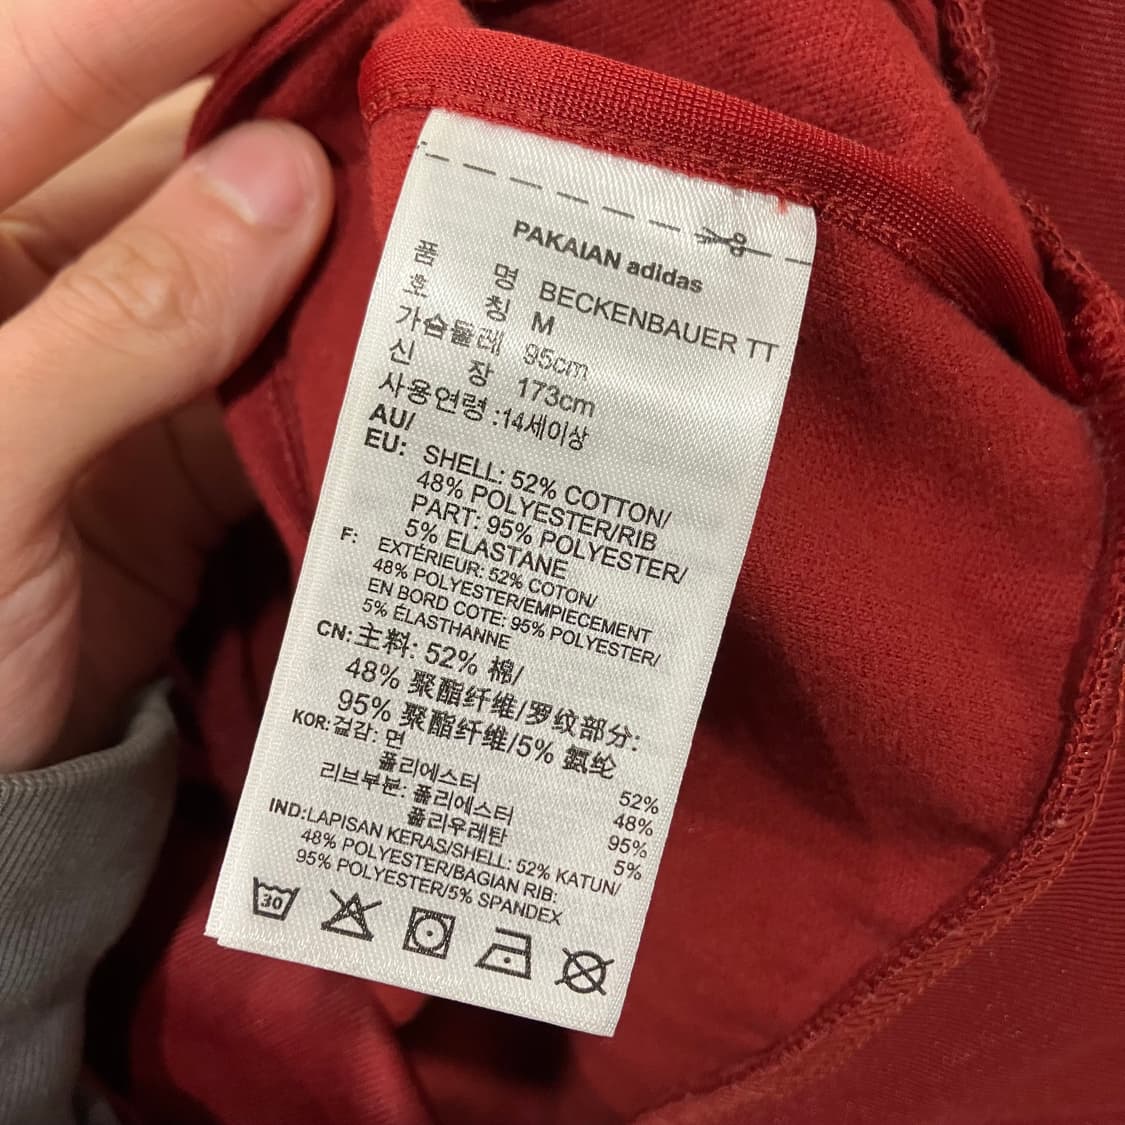 PAKAIAN adidas
품 명 BECKENBAUER TT
호 칭 M
가슴둘레 95cm
신 장 173cm
사용연령 :14세이상
AU/
EU: SHELL: 52% COTTON/
48% POLYESTER/RIB
PART: 95% POLYESTER/
5% ELASTANE
F: EXTÉRIEUR: 52% COTON/
48% POLYESTER/EMPIECEMENT
EN BORD COTE: 95% POLYESTER/
5% ÉLASTHANNE
CN: 主料: 52% 棉/
48% 聚酯纤维/罗纹部分:
95% 聚酯纤维/5% 氨纶
KOR: 겉감: 면 52%
폴리에스터 48%
리브부분: 폴리에스터 95%
폴리우레탄 5%
IND:LAPISAN KERAS/SHELL: 52% KATUN/
48% POLYESTER/BAGIAN RIB:
95% POLYESTER/5% SPANDEX
30